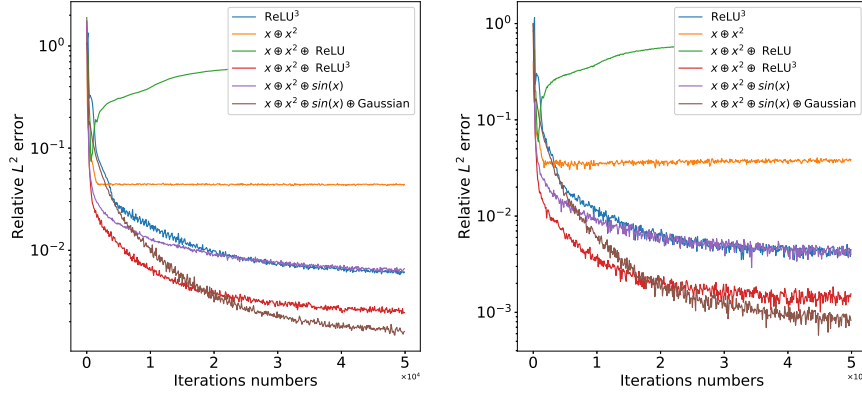 ReLU³
x ⊕ x²
x ⊕ x² ⊕ ReLU
x ⊕ x² ⊕ ReLU³
x ⊕ x² ⊕ sin(x)
x ⊕ x² ⊕ sin(x) ⊕ Gaussian
Relative L² error
10⁰
10⁻¹
10⁻²
0 1 2 3 4 5
×10⁴
Iterations numbers
ReLU³
x ⊕ x²
x ⊕ x² ⊕ ReLU
x ⊕ x² ⊕ ReLU³
x ⊕ x² ⊕ sin(x)
x ⊕ x² ⊕ sin(x) ⊕ Gaussian
Relative L² error
10⁰
10⁻¹
10⁻²
10⁻³
0 1 2 3 4 5
×10
Iterations numbers